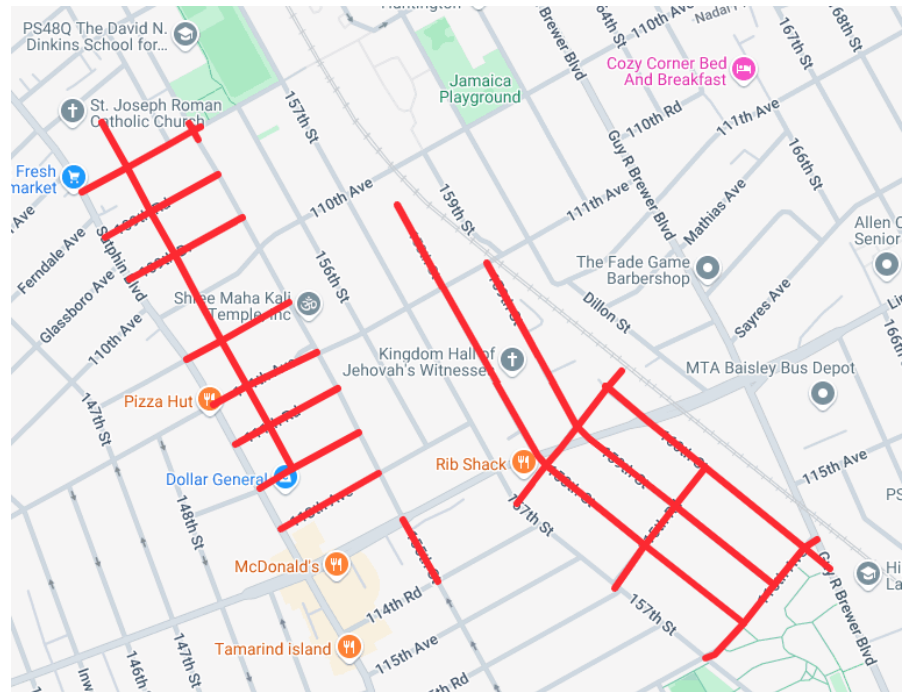 Huntington
PS48Q The David N.
Dinkins School for...
164th St
110th Ave
167th St
168th St
Guy R Brewer Blvd
Cozy Corner Bed
And Breakfast
Jamaica
Playground
St. Joseph Roman
Catholic Church
157th St
110th Rd
111th Ave
Guy R Brewer Blvd
166th St
Fresh
market
110th Ave
159th St
111th Ave
Mathias Ave
Ferndale Ave
Sutphin Blvd
156th St
The Fade Game
Barbershop
Allen C
Senior
Glassboro Ave
Shree Maha Kali
Temple Inc
Dillon St
Sayres Ave
110th Ave
Kingdom Hall of
Jehovah's Witnesses
MTA Baisley Bus Depot
166th
Pizza Hut
147th St
Rib Shack
115th Ave
Dollar General
148th St
157th St
McDonald's
114th Rd
Guy R Brewer Blvd
Hi
La
157th St
Tamarind island
115th Ave
146th St
147th St